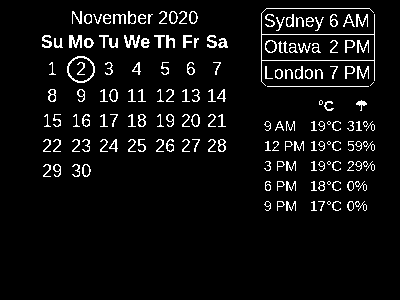 November 2020
Su Mo Tu We Th Fr Sa
1 2 3 4 5 6 7
8 9 10 11 12 13 14
15 16 17 18 19 20 21
22 23 24 25 26 27 28
29 30
Sydney 6 AM
Ottawa 2 PM
London 7 PM
°C ☂
9 AM 19°C 31%
12 PM 19°C 59%
3 PM 19°C 29%
6 PM 18°C 0%
9 PM 17°C 0%